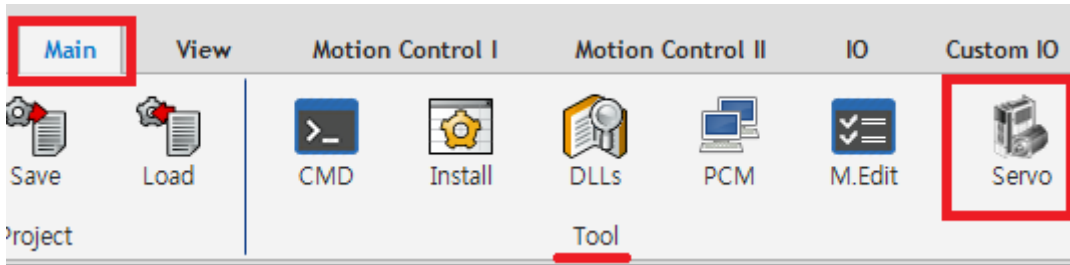 Main View Motion Control I Motion Control II IO Custom IO
Save Load CMD Install DLLs PCM M.Edit Servo
Project Tool